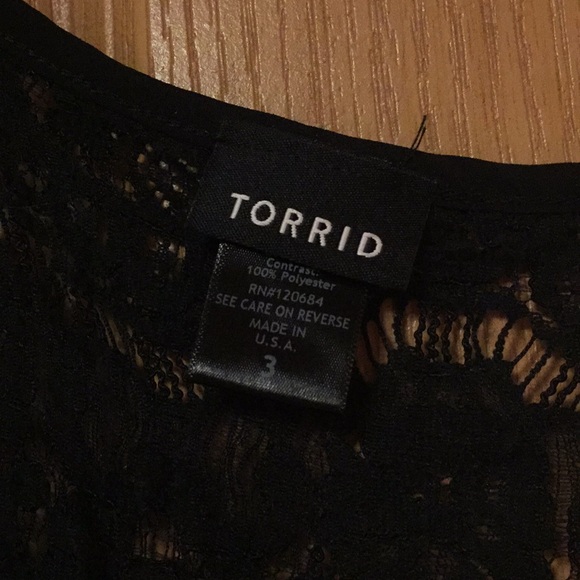 TORRID
Contrast:
100% Polyester
RN#120684
SEE CARE ON REVERSE
MADE IN
U.S.A.
3